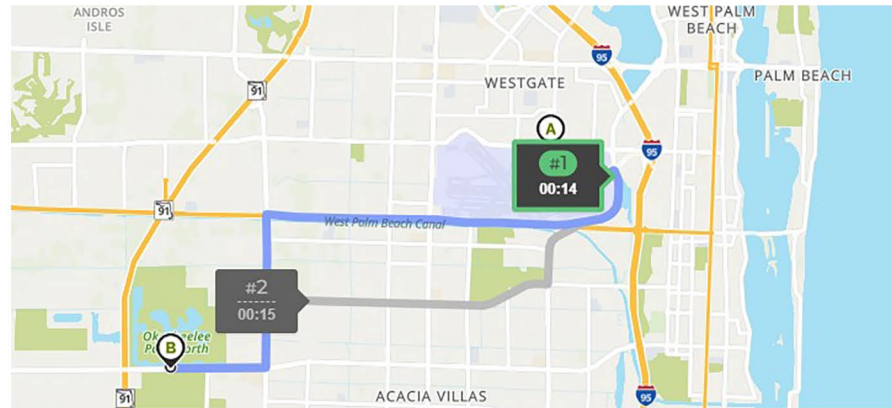 ANDROS
ISLE
WEST PALM
BEACH
95
WESTGATE
PALM BEACH
91
A
#1
00:14
95
91
West Palm Beach Canal
#2
00:15
B
91
ACACIA VILLAS
95